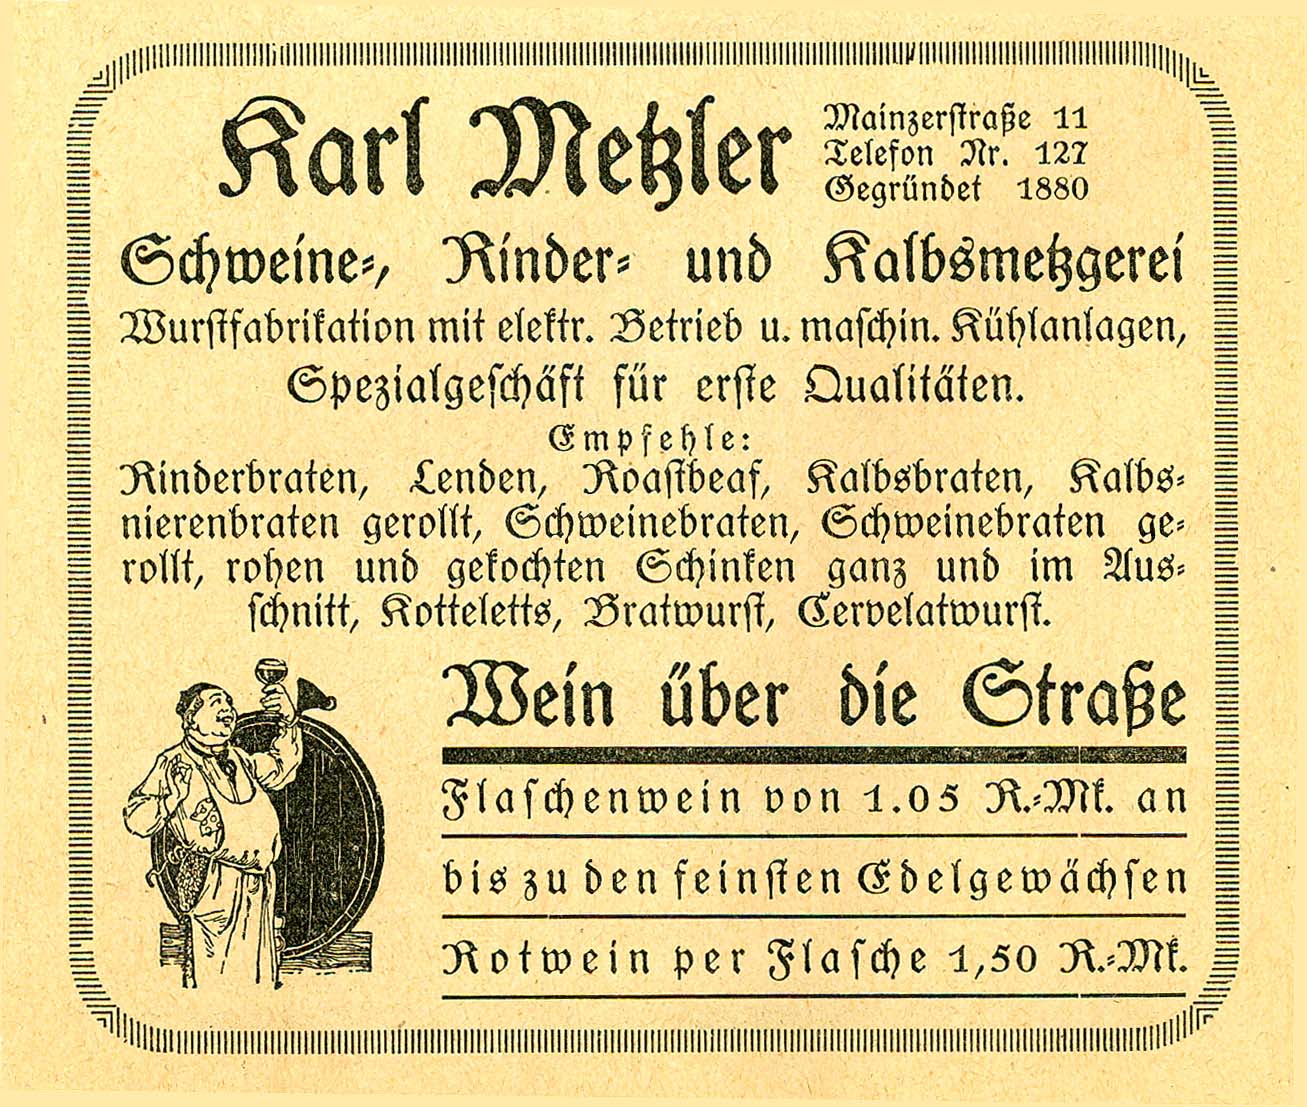 Karl Metzler
Mainzerstraße 11
Telefon Nr. 127
Gegründet 1880
Schweine-, Rinder- und Kalbsmetzgerei
Wurstfabrikation mit elektr. Betrieb u. maschin. Kühlanlagen,
Spezialgeschäft für erste Qualitäten.
Empfehle:
Rinderbraten, Lenden, Roastbeaf, Kalbsbraten, Kalbs-
nierenbraten gerollt, Schweinebraten, Schweinebraten ge-
rollt, rohen und gekochten Schinken ganz und im Aus-
schnitt, Kotteletts, Bratwurst, Cervelatwurst.
Wein über die Straße
Flaschenwein von 1.05 R.-Mk. an
bis zu den feinsten Edelgewächsen
Rotwein per Flasche 1,50 R.-Mk.